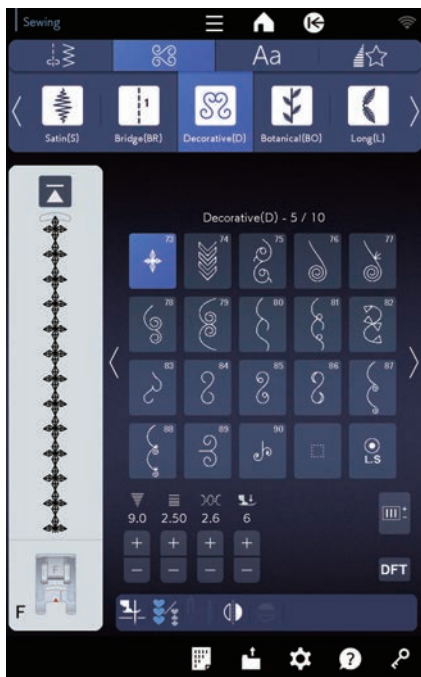 Sewing
Aa
1
Satin(S) Bridge(BR) Decorative(D) Botanical(BO) Long(L)
Decorative(D) - 5 / 10
73 74 75 76 77
78 79 80 81 82
83 84 85 86 87
88 89 90 L.S
9.0 2.50 2.6 6
+ + + +
− − − −
DFT
F
?